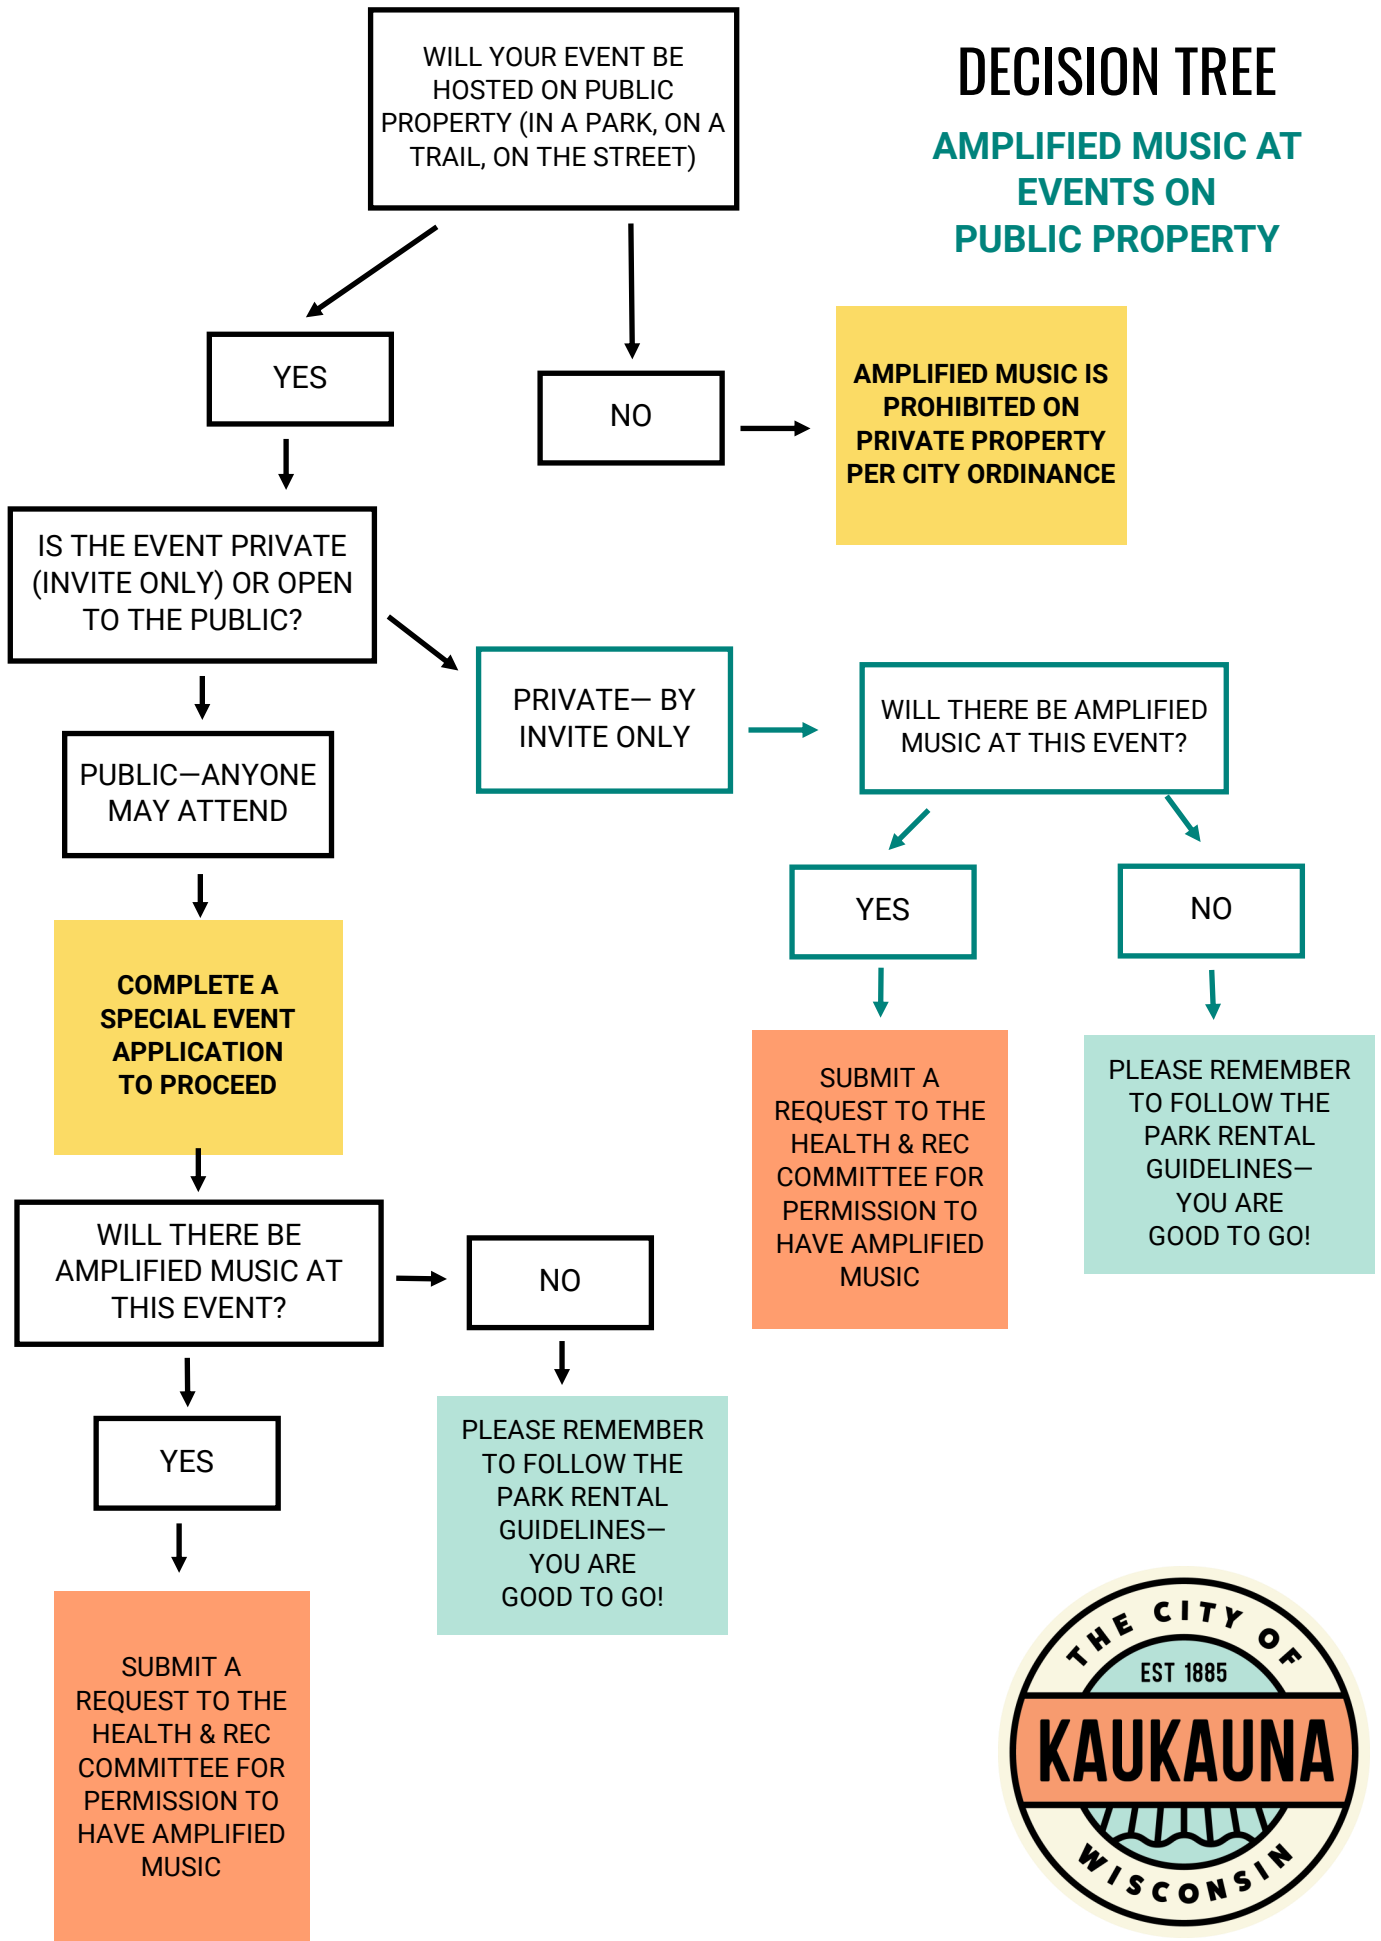 WILL YOUR EVENT BE
HOSTED ON PUBLIC
PROPERTY (IN A PARK, ON A
TRAIL, ON THE STREET)
DECISION TREE
AMPLIFIED MUSIC AT
EVENTS ON
PUBLIC PROPERTY
YES
NO
AMPLIFIED MUSIC IS
PROHIBITED ON
PRIVATE PROPERTY
PER CITY ORDINANCE
IS THE EVENT PRIVATE
(INVITE ONLY) OR OPEN
TO THE PUBLIC?
PRIVATE— BY
INVITE ONLY
WILL THERE BE AMPLIFIED
MUSIC AT THIS EVENT?
PUBLIC—ANYONE
MAY ATTEND
YES
NO
COMPLETE A
SPECIAL EVENT
APPLICATION
TO PROCEED
SUBMIT A
REQUEST TO THE
HEALTH & REC
COMMITTEE FOR
PERMISSION TO
HAVE AMPLIFIED
MUSIC
PLEASE REMEMBER
TO FOLLOW THE
PARK RENTAL
GUIDELINES—
YOU ARE
GOOD TO GO!
WILL THERE BE
AMPLIFIED MUSIC AT
THIS EVENT?
NO
YES
PLEASE REMEMBER
TO FOLLOW THE
PARK RENTAL
GUIDELINES—
YOU ARE
GOOD TO GO!
SUBMIT A
REQUEST TO THE
HEALTH & REC
COMMITTEE FOR
PERMISSION TO
HAVE AMPLIFIED
MUSIC
THE CITY OF
EST 1885
KAUKAUNA
WISCONSIN